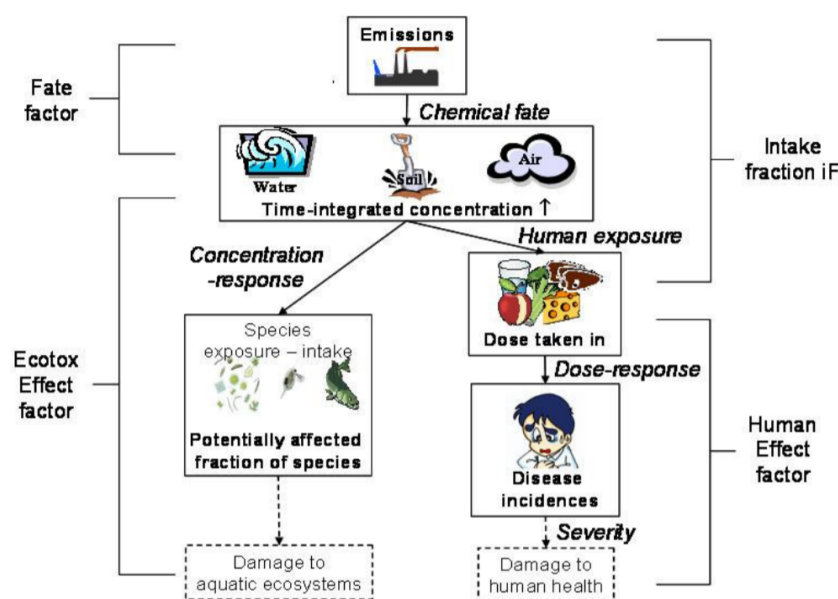 Emissions
Fate
factor
Chemical fate
Water
Soil
Air
Time-integrated concentration ↑
Intake
fraction iF
Concentration
-response
Human exposure
Species
exposure – intake
Potentially affected
fraction of species
Dose taken in
Dose-response
Ecotox
Effect
factor
Disease
incidences
Human
Effect
factor
Severity
Damage to
aquatic ecosystems
Damage to
human health